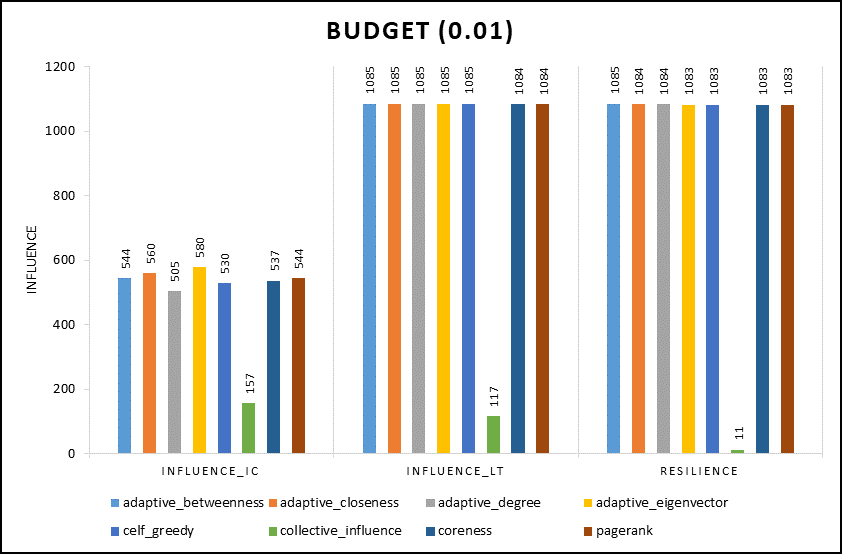 BUDGET (0.01)
INFLUENCE
1200
1000
800
600
400
200
0
544 560 505 580 530 157 537 544
1085 1085 1085 1085 1085 117 1084 1084
1085 1084 1084 1083 1083 11 1083 1083
INFLUENCE_IC INFLUENCE_LT RESILIENCE
adaptive_betweenness adaptive_closeness adaptive_degree adaptive_eigenvector
celf_greedy collective_influence coreness pagerank